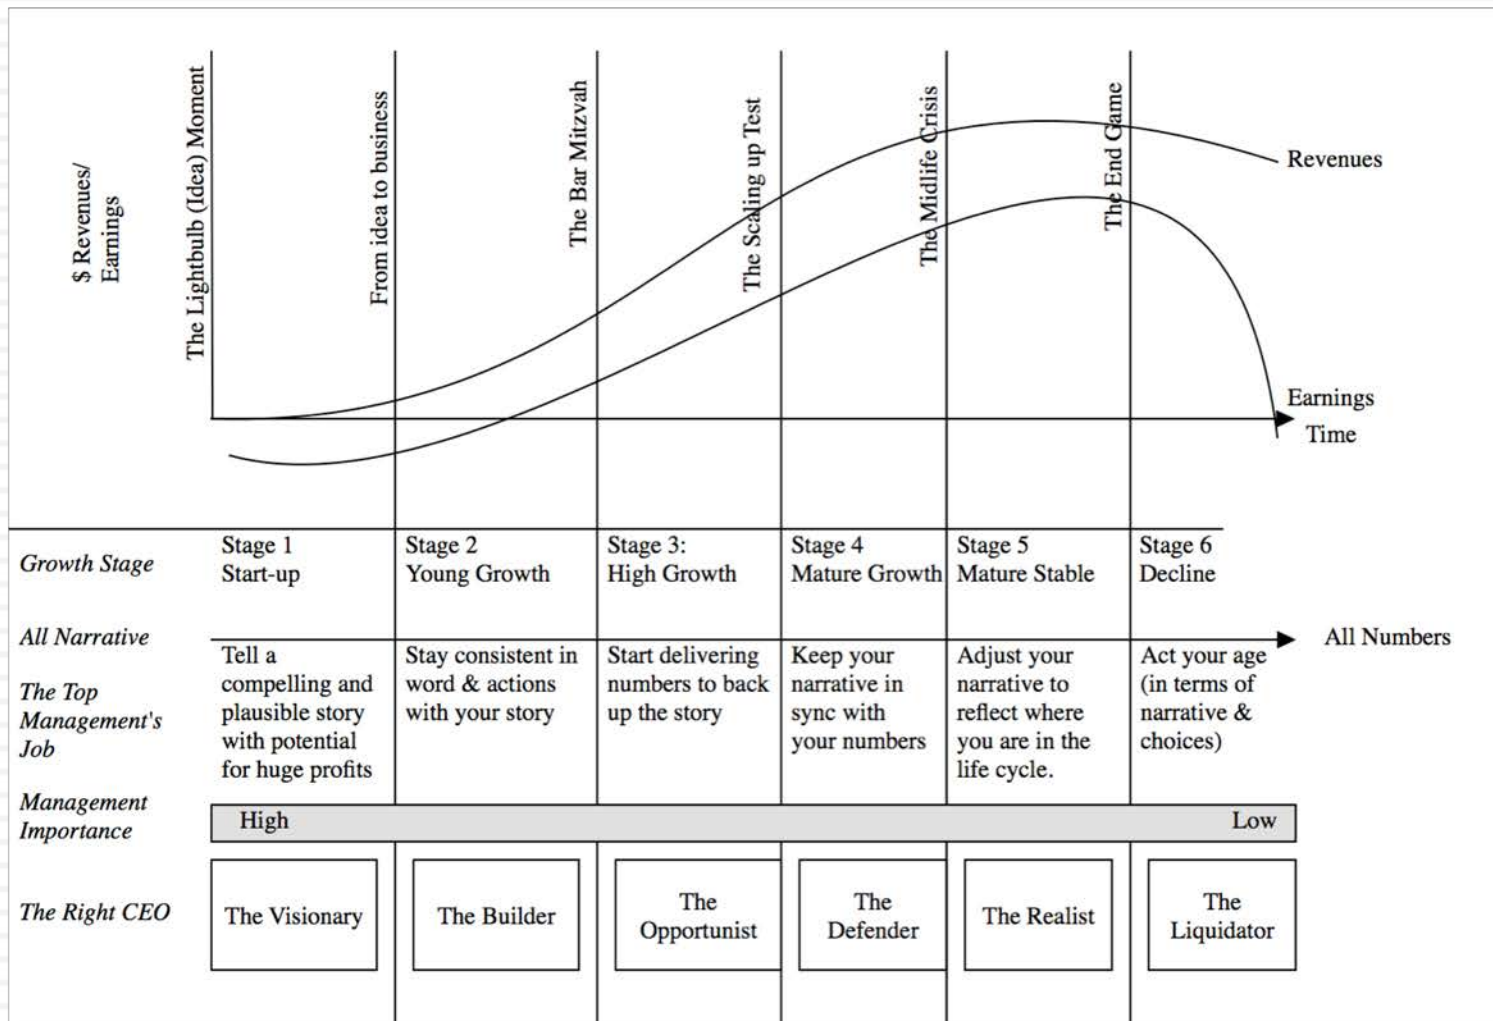 $ Revenues/
Earnings
The Lightbulb (Idea) Moment
From idea to business
The Bar Mitzvah
The Scaling up Test
The Midlife Crisis
The End Game
Revenues
Earnings
Time
Growth Stage
Stage 1
Start-up
Stage 2
Young Growth
Stage 3:
High Growth
Stage 4
Mature Growth
Stage 5
Mature Stable
Stage 6
Decline
All Narrative
All Numbers
The Top
Management's
Job
Tell a
compelling and
plausible story
with potential
for huge profits
Stay consistent in
word & actions
with your story
Start delivering
numbers to back
up the story
Keep your
narrative in
sync with
your numbers
Adjust your
narrative to
reflect where
you are in the
life cycle.
Act your age
(in terms of
narrative &
choices)
Management
Importance
High
Low
The Right CEO
The Visionary
The Builder
The
Opportunist
The
Defender
The Realist
The
Liquidator